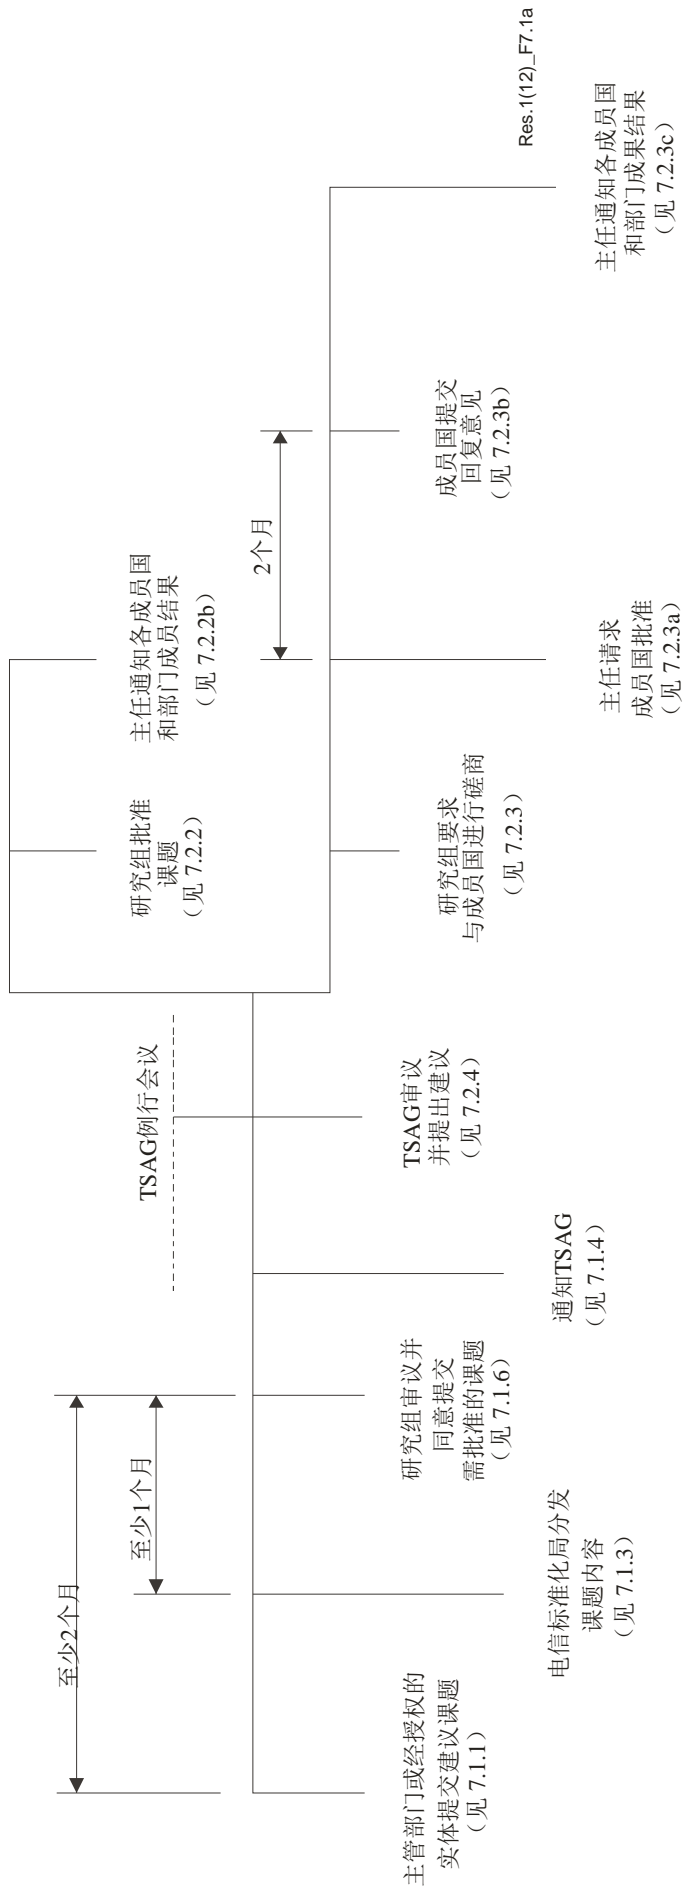 至少2个月
至少1个月
TSAG例行会议
主管部门或经授权的
实体提交建议课题
（见 7.1.1）
电信标准化局分发
课题内容
（见 7.1.3）
研究组审议并
同意提交
需批准的课题
（见 7.1.6）
通知TSAG
（见 7.1.4）
TSAG审议
并提出建议
（见 7.2.4）
研究组批准
课题
（见 7.2.2）
主任通知各成员国
和部门成员结果
（见 7.2.2b）
2个月
研究组要求
与成员国进行磋商
（见 7.2.3）
主任请求
成员国批准
（见 7.2.3a）
成员国提交
回复意见
（见 7.2.3b）
主任通知各成员国
和部门成果结果
（见 7.2.3c）
Res.1(12)_F7.1a